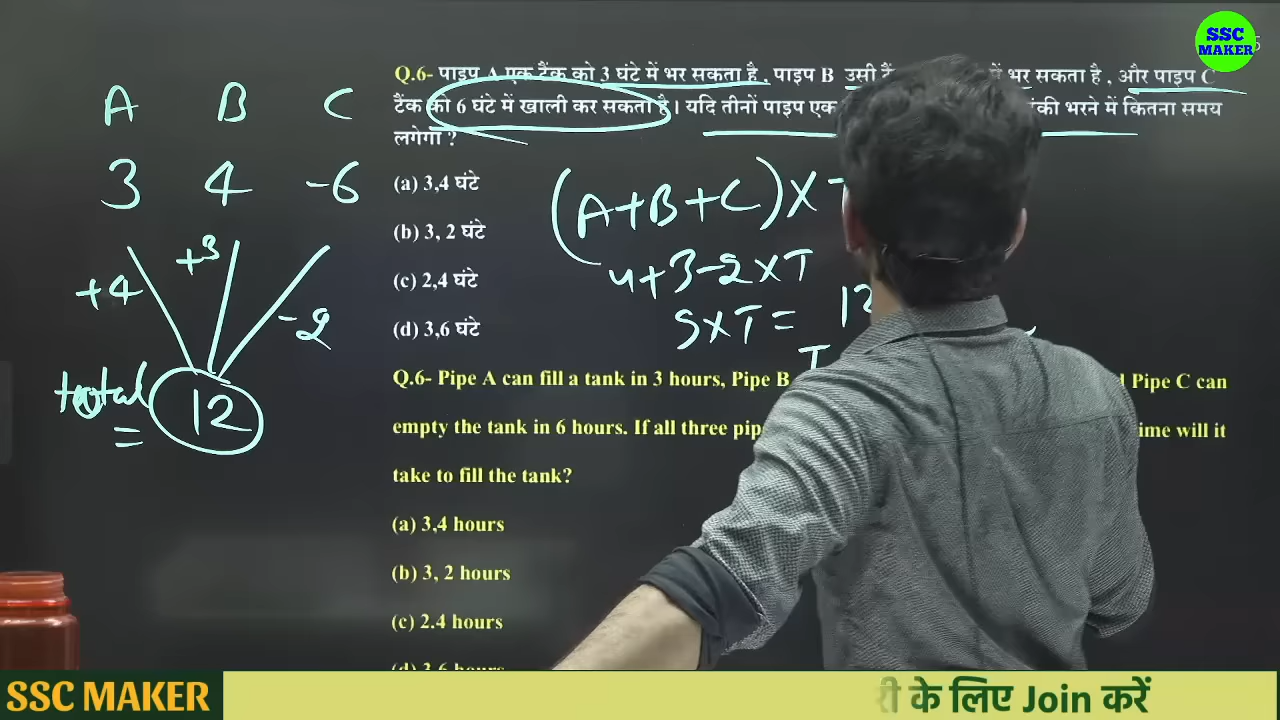 SSC
MAKER
Q.6- पाइप A एक टैंक को 3 घंटे में भर सकता है , पाइप B उसी में भर सकता है , और पाइप C
टैंक को 6 घंटे में खाली कर सकता है। यदि तीनों पाइप एक टंकी भरने में कितना समय
लगेगा ?
(a) 3,4 घंटे
(b) 3, 2 घंटे
(c) 2,4 घंटे
(d) 3,6 घंटे
A B C
3 4 -6
+4 +3 -2
total = 12
(A+B+C)×
4+3-2×T
5×T= 12
T
Q.6- Pipe A can fill a tank in 3 hours, Pipe B Pipe C can
empty the tank in 6 hours. If all three will it
take to fill the tank?
(a) 3,4 hours
(b) 3, 2 hours
(c) 2.4 hours
SSC MAKER
के लिए Join करें